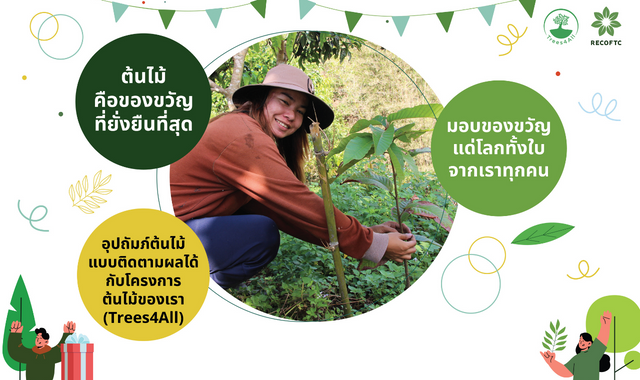 ต้นไม้
คือของขวัญ
ที่ยั่งยืนที่สุด
Trees4All
RECOFTC
มอบของขวัญ
แด่โลกทั้งใบ
จากเราทุกคน
อุปถัมภ์ต้นไม้
แบบติดตามผลได้
กับโครงการ
ต้นไม้ของเรา
(Trees4All)